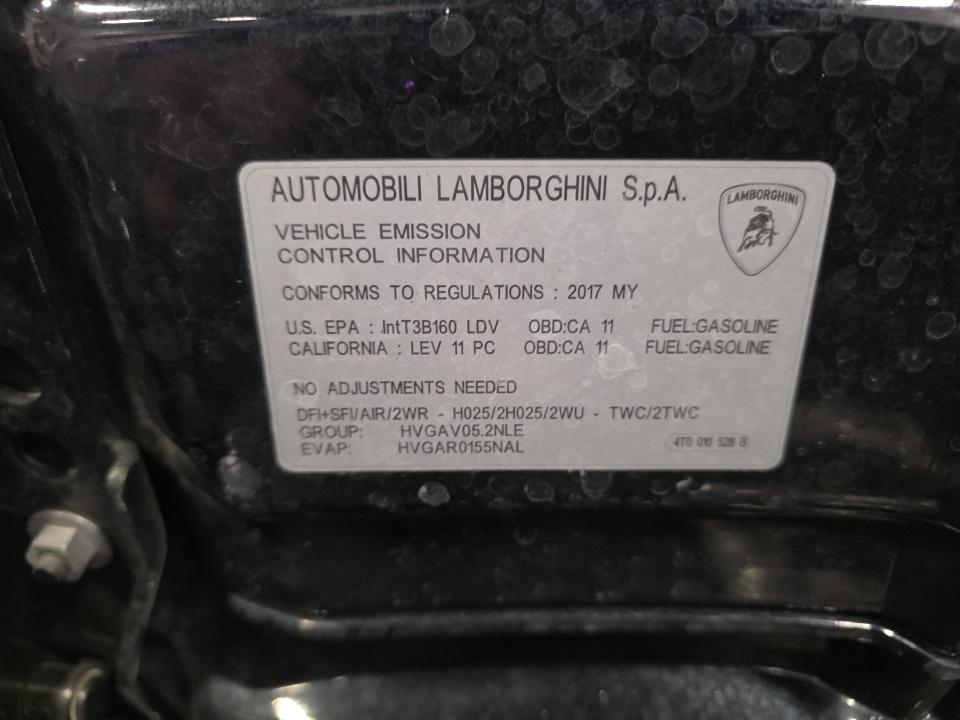 AUTOMOBILI LAMBORGHINI S.p.A.
LAMBORGHINI
VEHICLE EMISSION
CONTROL INFORMATION
CONFORMS TO REGULATIONS : 2017 MY
U.S. EPA : IntT3B160 LDV OBD:CA 11 FUEL:GASOLINE
CALIFORNIA : LEV 11 PC OBD:CA 11 FUEL:GASOLINE
NO ADJUSTMENTS NEEDED
DFI+SFI/AIR/2WR - H025/2H025/2WU - TWC/2TWC
GROUP: HVGAV05.2NLE
EVAP: HVGAR0155NAL
4T0 010 528 B